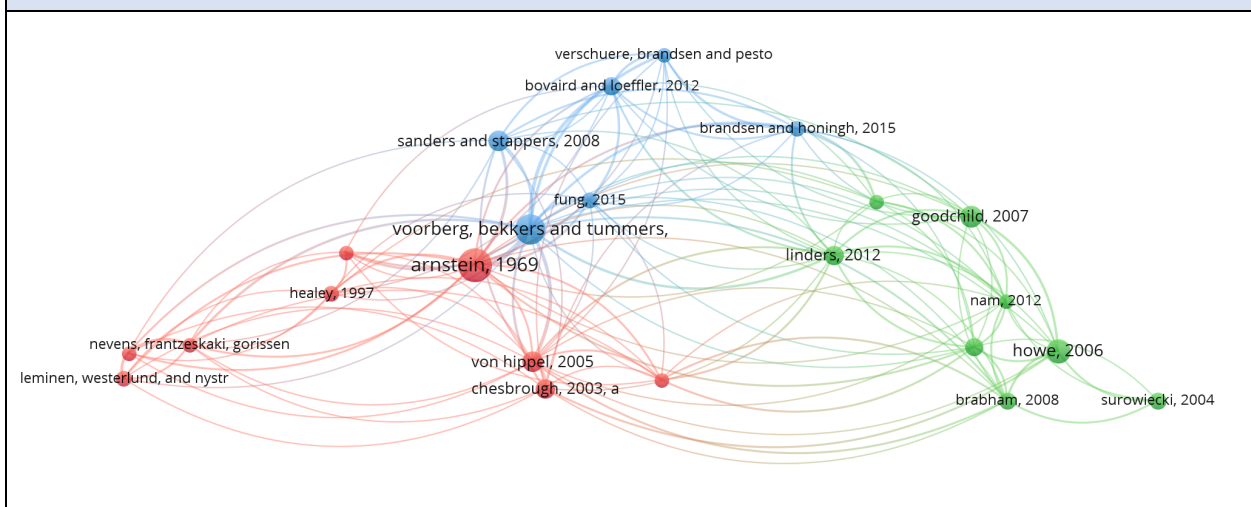 verschuere, brandsen and pesto
bovaird and loeffler, 2012
brandsen and honingh, 2015
sanders and stappers, 2008
fung, 2015
goodchild, 2007
voorberg, bekkers and tummers,
linders, 2012
arnstein, 1969
healey, 1997
nam, 2012
nevens, frantzeskaki, gorissen
howe, 2006
von hippel, 2005
leminen, westerlund, and nystr
chesbrough, 2003, a
brabham, 2008
surowiecki, 2004